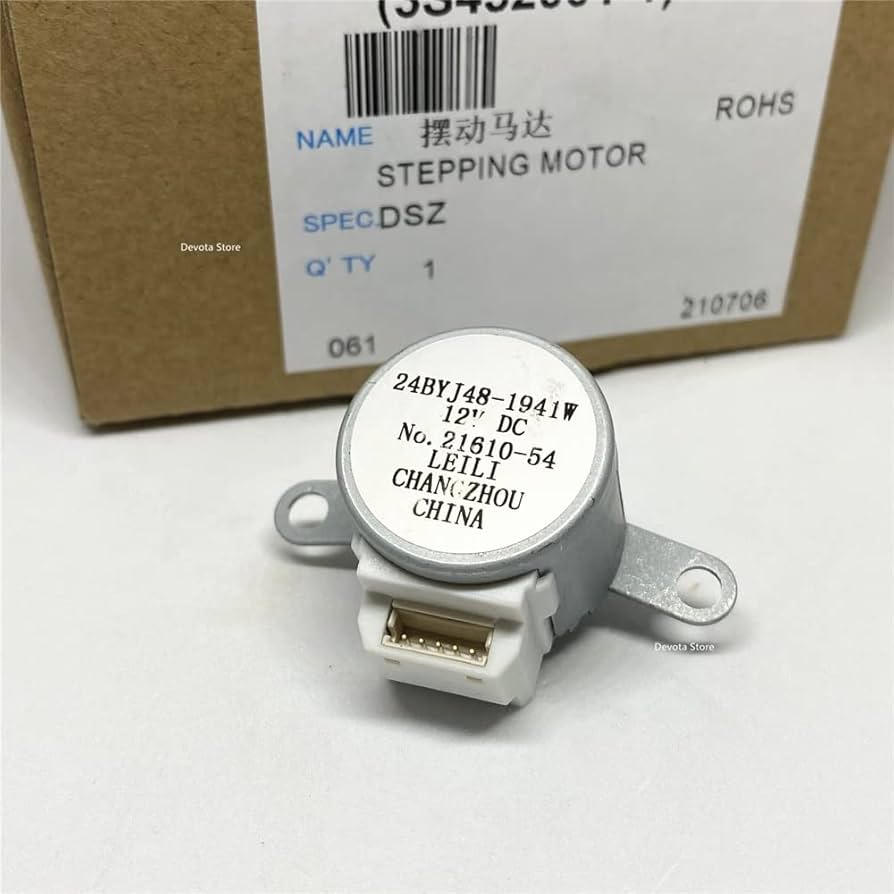 NAME 摆动马达
ROHS
STEPPING MOTOR
SPEC. DSZ
Q' TY 1
210706
061
Devota Store
24BYJ48-1941W
12V DC
No. 21610-54
LEILI
CHANGZHOU
CHINA
Devota Store